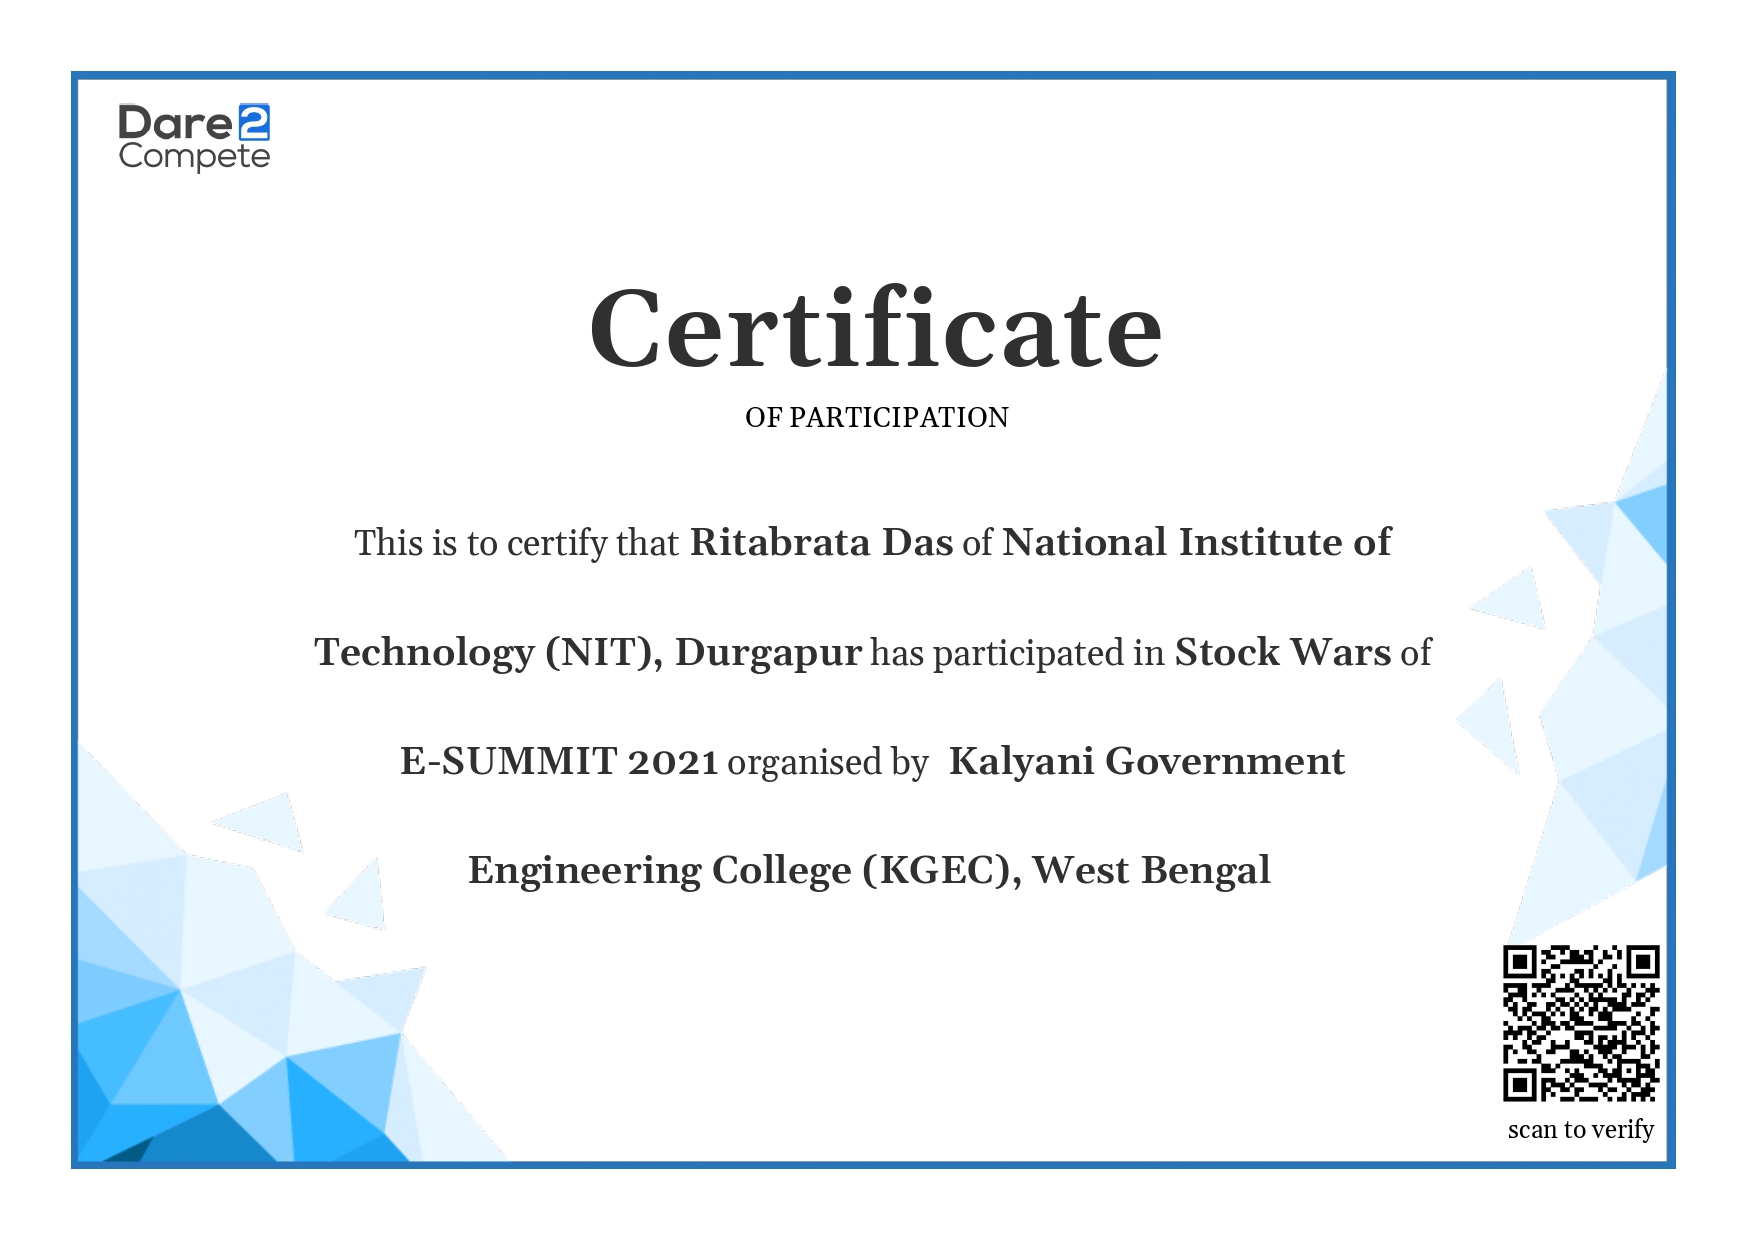 Dare2
Compete
Certificate
OF PARTICIPATION
This is to certify that Ritabrata Das of National Institute of
Technology (NIT), Durgapur has participated in Stock Wars of
E-SUMMIT 2021 organised by Kalyani Government
Engineering College (KGEC), West Bengal
scan to verify